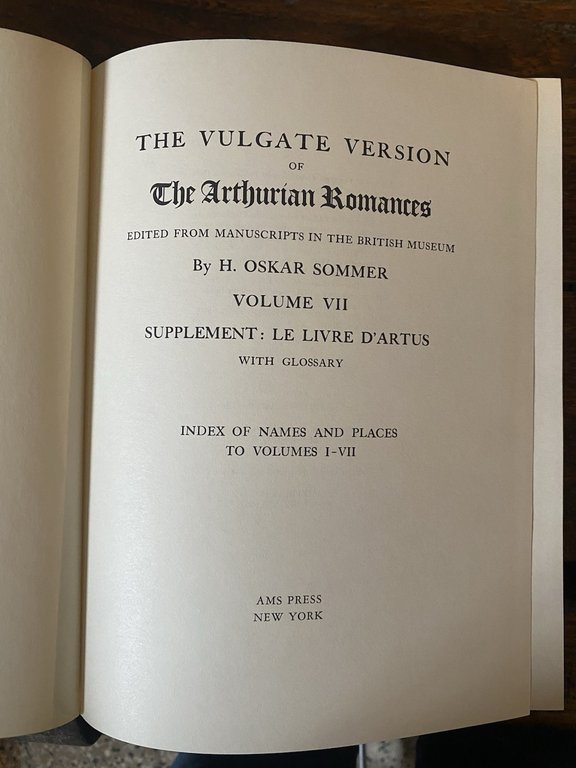 THE VULGATE VERSION
OF
The Arthurian Romances
EDITED FROM MANUSCRIPTS IN THE BRITISH MUSEUM
By H. OSKAR SOMMER
VOLUME VII
SUPPLEMENT: LE LIVRE D'ARTUS
WITH GLOSSARY
INDEX OF NAMES AND PLACES
TO VOLUMES I-VII
AMS PRESS
NEW YORK